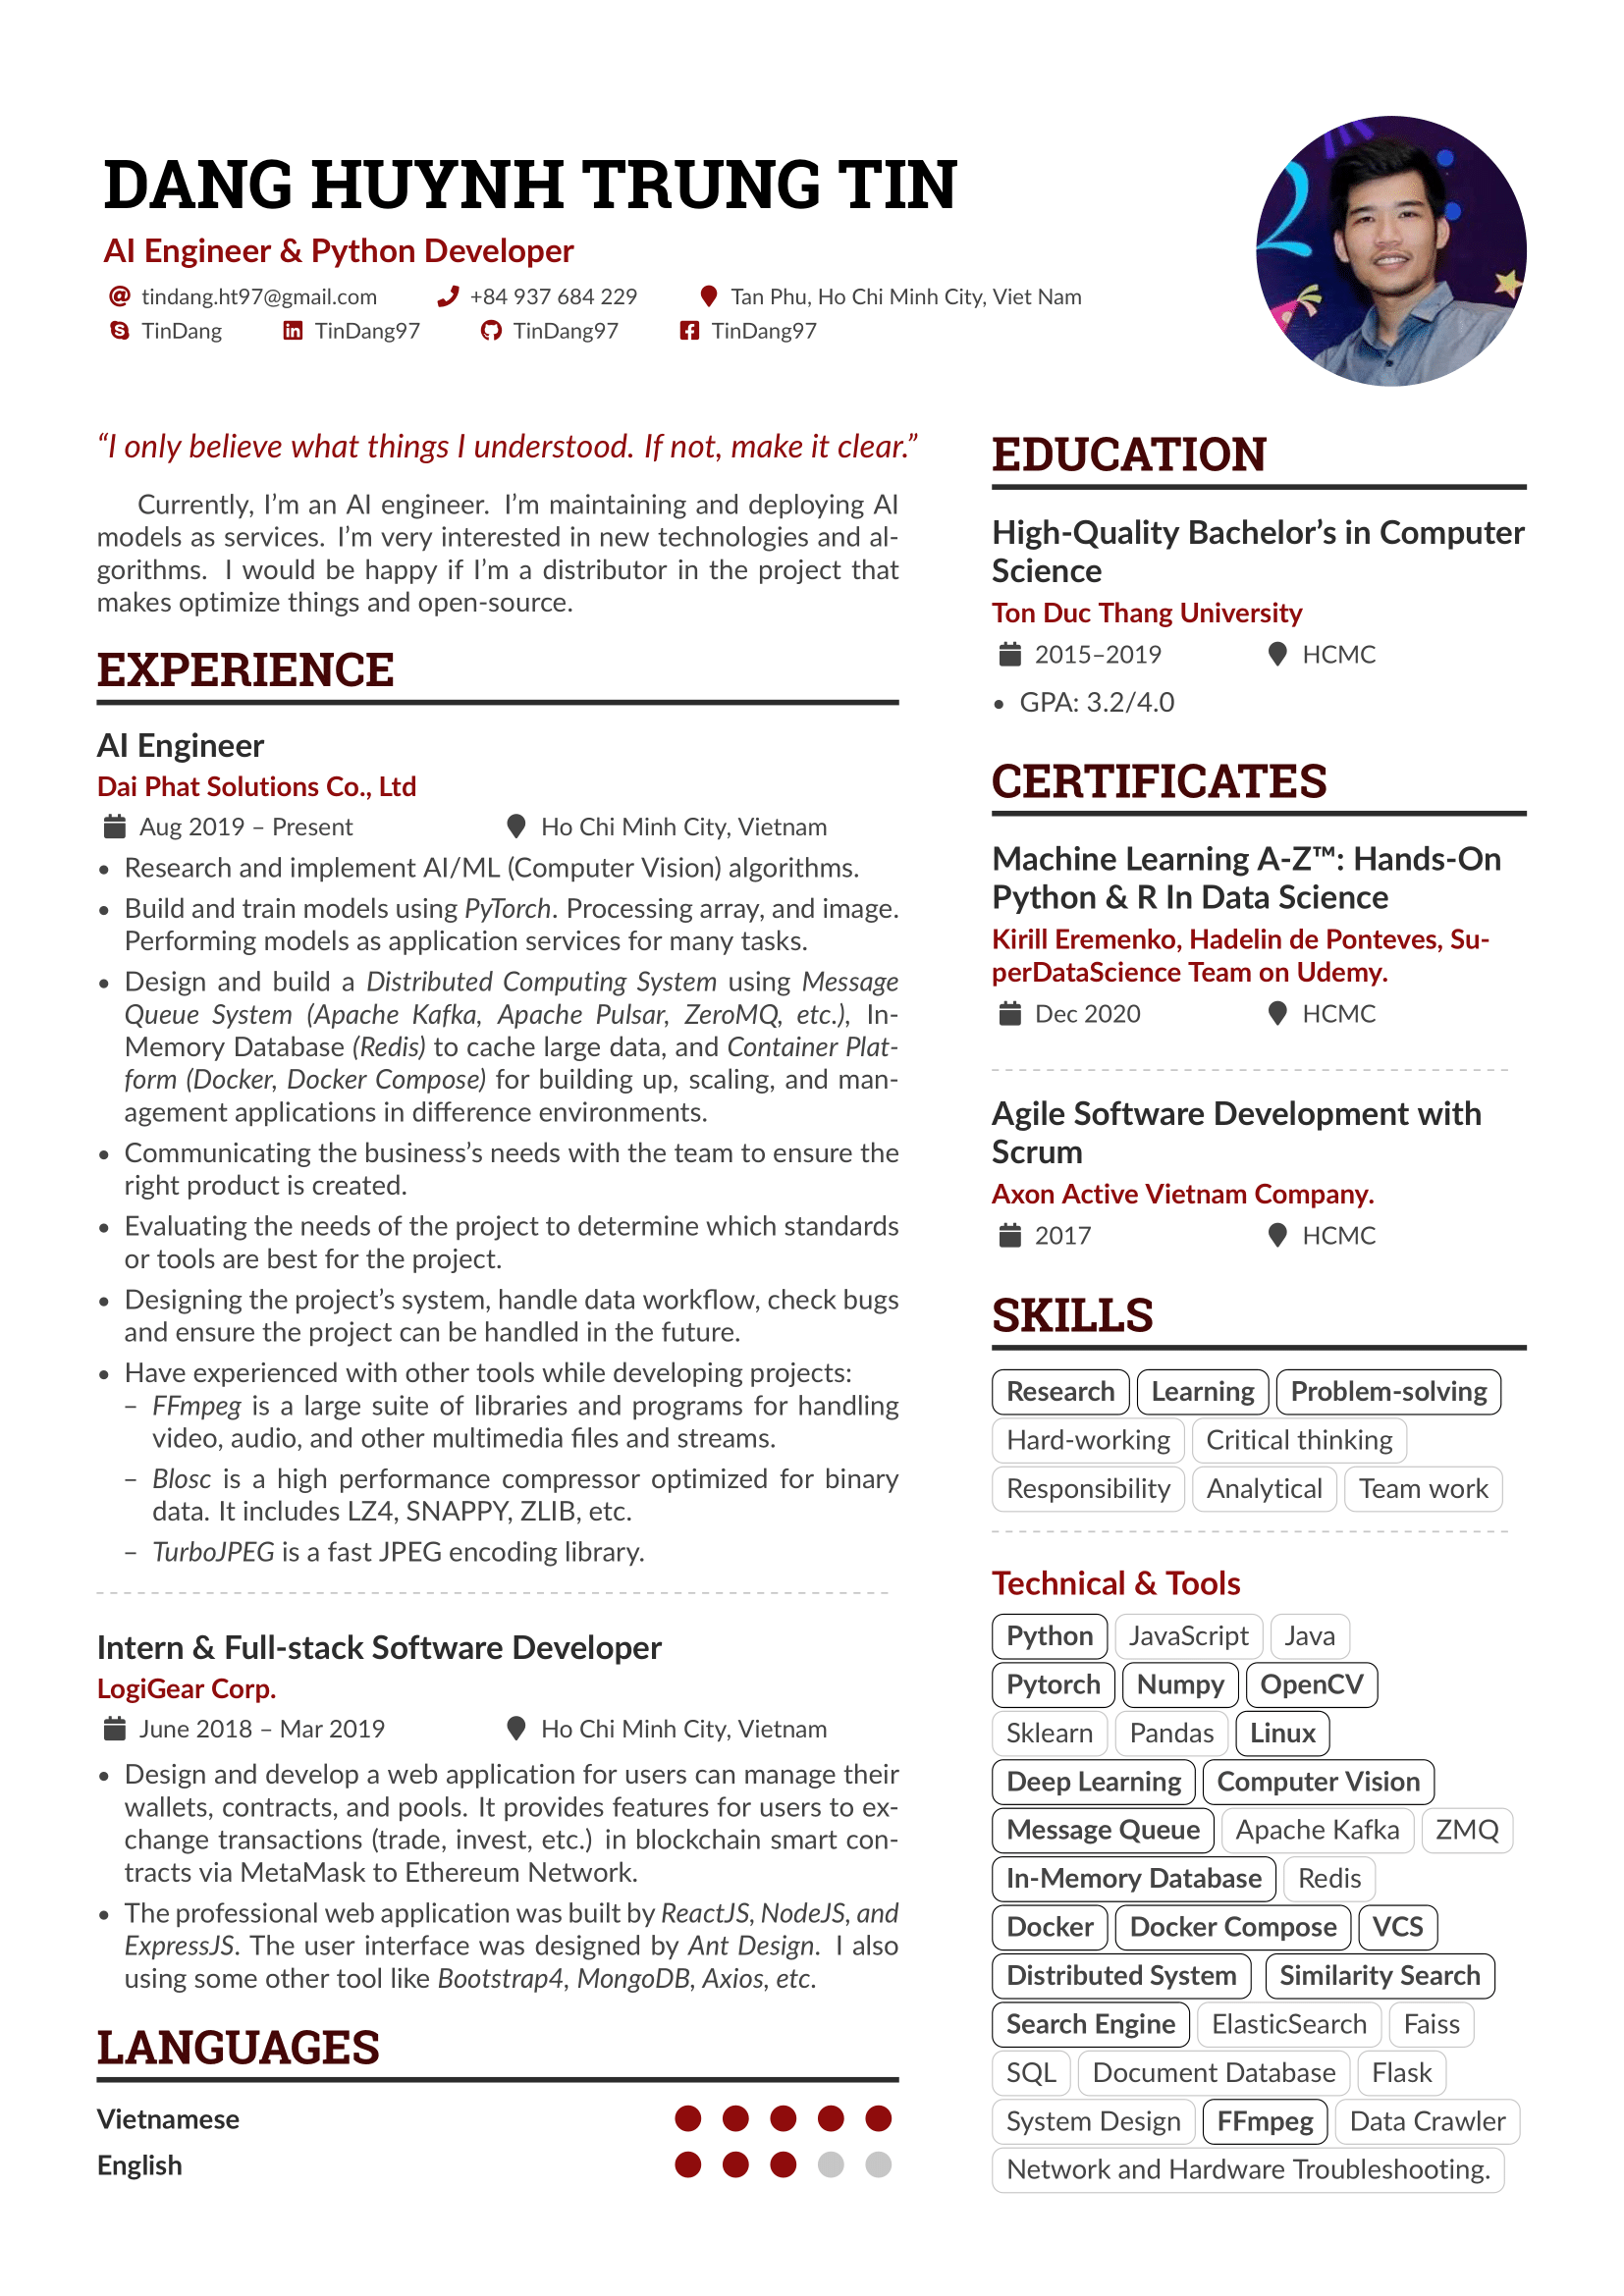 DANG HUYNH TRUNG TIN
AI Engineer & Python Developer
tindang.ht97@gmail.com +84 937 684 229 Tan Phu, Ho Chi Minh City, Viet Nam
TinDang TinDang97 TinDang97 TinDang97
“I only believe what things I understood. If not, make it clear.”
Currently, I’m an AI engineer. I’m maintaining and deploying AI
models as services. I’m very interested in new technologies and al-
gorithms. I would be happy if I’m a distributor in the project that
makes optimize things and open-source.
EXPERIENCE
AI Engineer
Dai Phat Solutions Co., Ltd
Aug 2019 – Present Ho Chi Minh City, Vietnam
• Research and implement AI/ML (Computer Vision) algorithms.
• Build and train models using PyTorch. Processing array, and image.
Performing models as application services for many tasks.
• Design and build a Distributed Computing System using Message
Queue System (Apache Kafka, Apache Pulsar, ZeroMQ, etc.), In-
Memory Database (Redis) to cache large data, and Container Plat-
form (Docker, Docker Compose) for building up, scaling, and man-
agement applications in difference environments.
• Communicating the business’s needs with the team to ensure the
right product is created.
• Evaluating the needs of the project to determine which standards
or tools are best for the project.
• Designing the project’s system, handle data workflow, check bugs
and ensure the project can be handled in the future.
• Have experienced with other tools while developing projects:
– FFmpeg is a large suite of libraries and programs for handling
video, audio, and other multimedia files and streams.
– Blosc is a high performance compressor optimized for binary
data. It includes LZ4, SNAPPY, ZLIB, etc.
– TurboJPEG is a fast JPEG encoding library.
Intern & Full-stack Software Developer
LogiGear Corp.
June 2018 – Mar 2019 Ho Chi Minh City, Vietnam
• Design and develop a web application for users can manage their
wallets, contracts, and pools. It provides features for users to ex-
change transactions (trade, invest, etc.) in blockchain smart con-
tracts via MetaMask to Ethereum Network.
• The professional web application was built by ReactJS, NodeJS, and
ExpressJS. The user interface was designed by Ant Design. I also
using some other tool like Bootstrap4, MongoDB, Axios, etc.
LANGUAGES
Vietnamese
English
EDUCATION
High-Quality Bachelor’s in Computer
Science
Ton Duc Thang University
2015–2019 HCMC
• GPA: 3.2/4.0
CERTIFICATES
Machine Learning A-Z™: Hands-On
Python & R In Data Science
Kirill Eremenko, Hadelin de Ponteves, Su-
perDataScience Team on Udemy.
Dec 2020 HCMC
Agile Software Development with
Scrum
Axon Active Vietnam Company.
2017 HCMC
SKILLS
Research Learning Problem-solving
Hard-working Critical thinking
Responsibility Analytical Team work
Technical & Tools
Python JavaScript Java
Pytorch Numpy OpenCV
Sklearn Pandas Linux
Deep Learning Computer Vision
Message Queue Apache Kafka ZMQ
In-Memory Database Redis
Docker Docker Compose VCS
Distributed System Similarity Search
Search Engine ElasticSearch Faiss
SQL Document Database Flask
System Design FFmpeg Data Crawler
Network and Hardware Troubleshooting.